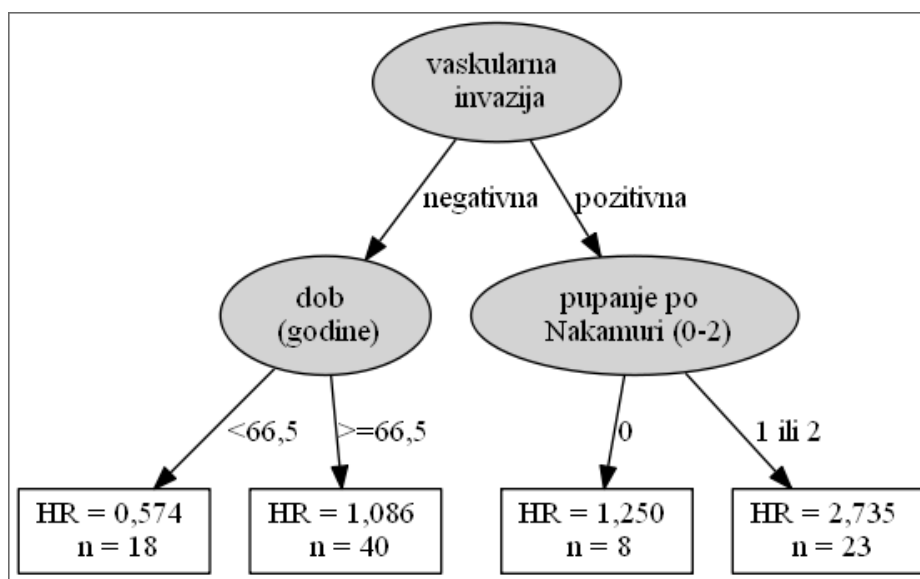 vaskularna
invazija
negativna
pozitivna
dob
(godine)
pupanje po
Nakamuri (0-2)
<66,5
>=66,5
0
1 ili 2
HR = 0,574
n = 18
HR = 1,086
n = 40
HR = 1,250
n = 8
HR = 2,735
n = 23